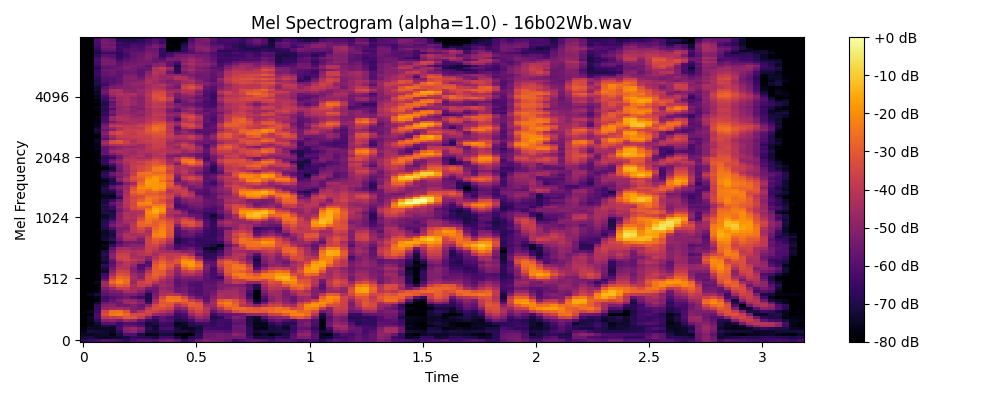 Mel Spectrogram (alpha=1.0) - 16b02Wb.wav
Mel Frequency
4096
2048
1024
512
0
0
0.5
1
1.5
2
2.5
3
Time
+0 dB
-10 dB
-20 dB
-30 dB
-40 dB
-50 dB
-60 dB
-70 dB
-80 dB